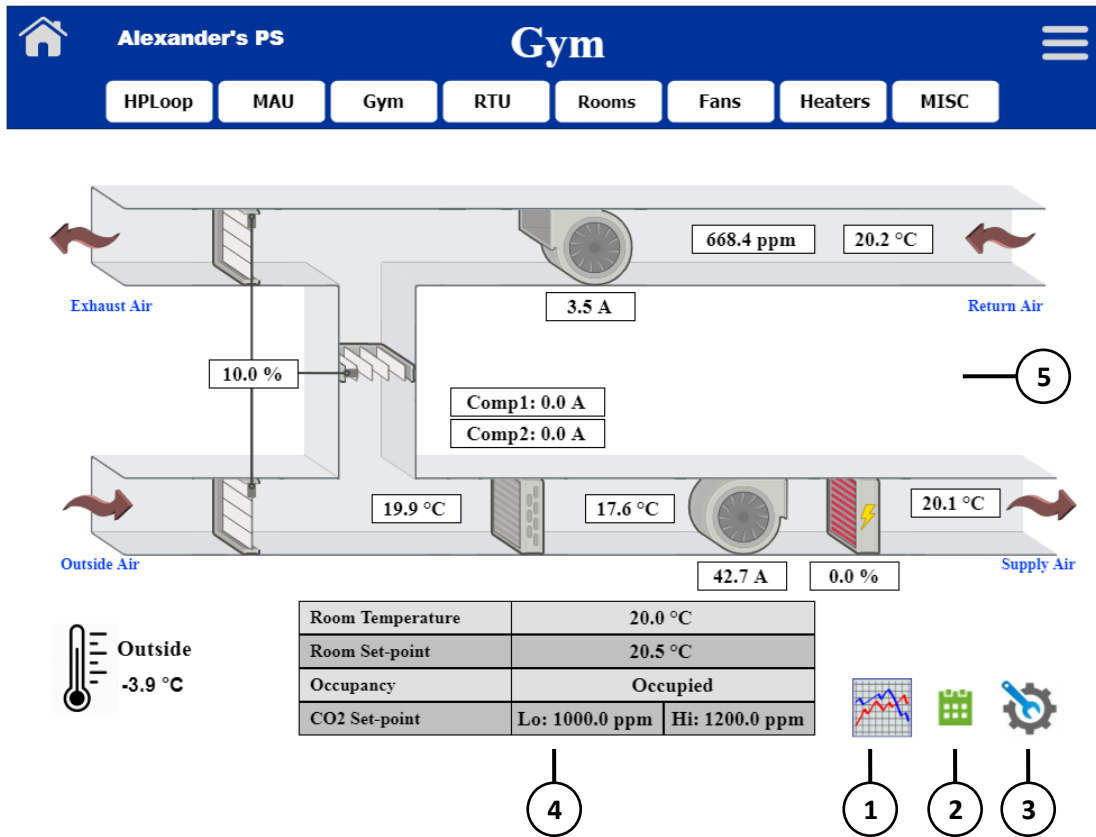 Alexander's PS
Gym
HPLoop MAU Gym RTU Rooms Fans Heaters MISC
668.4 ppm 20.2 °C
Exhaust Air 3.5 A Return Air
10.0 % 5
Comp1: 0.0 A
Comp2: 0.0 A
19.9 °C 17.6 °C 20.1 °C
Outside Air 42.7 A 0.0 % Supply Air
Outside
-3.9 °C
Room Temperature 20.0 °C
Room Set-point 20.5 °C
Occupancy Occupied
CO2 Set-point Lo: 1000.0 ppm Hi: 1200.0 ppm
4 1 2 3